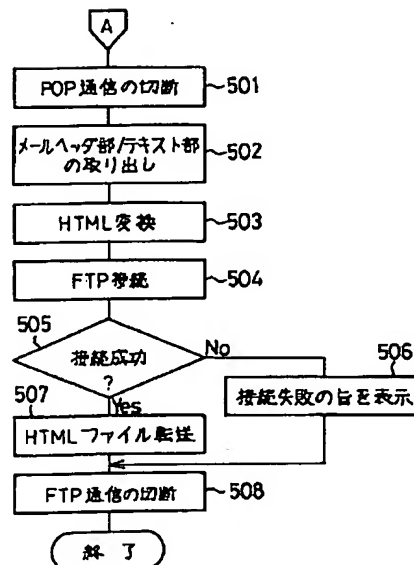 A
POP通信の切断
501
メールヘッダ部/テキスト部
の取り出し
502
HTML変換
503
FTP接続
504
505
接続成功
?
No
Yes
506
接続失敗の旨を表示
507
HTMLファイル転送
FTP通信の切断
508
終了